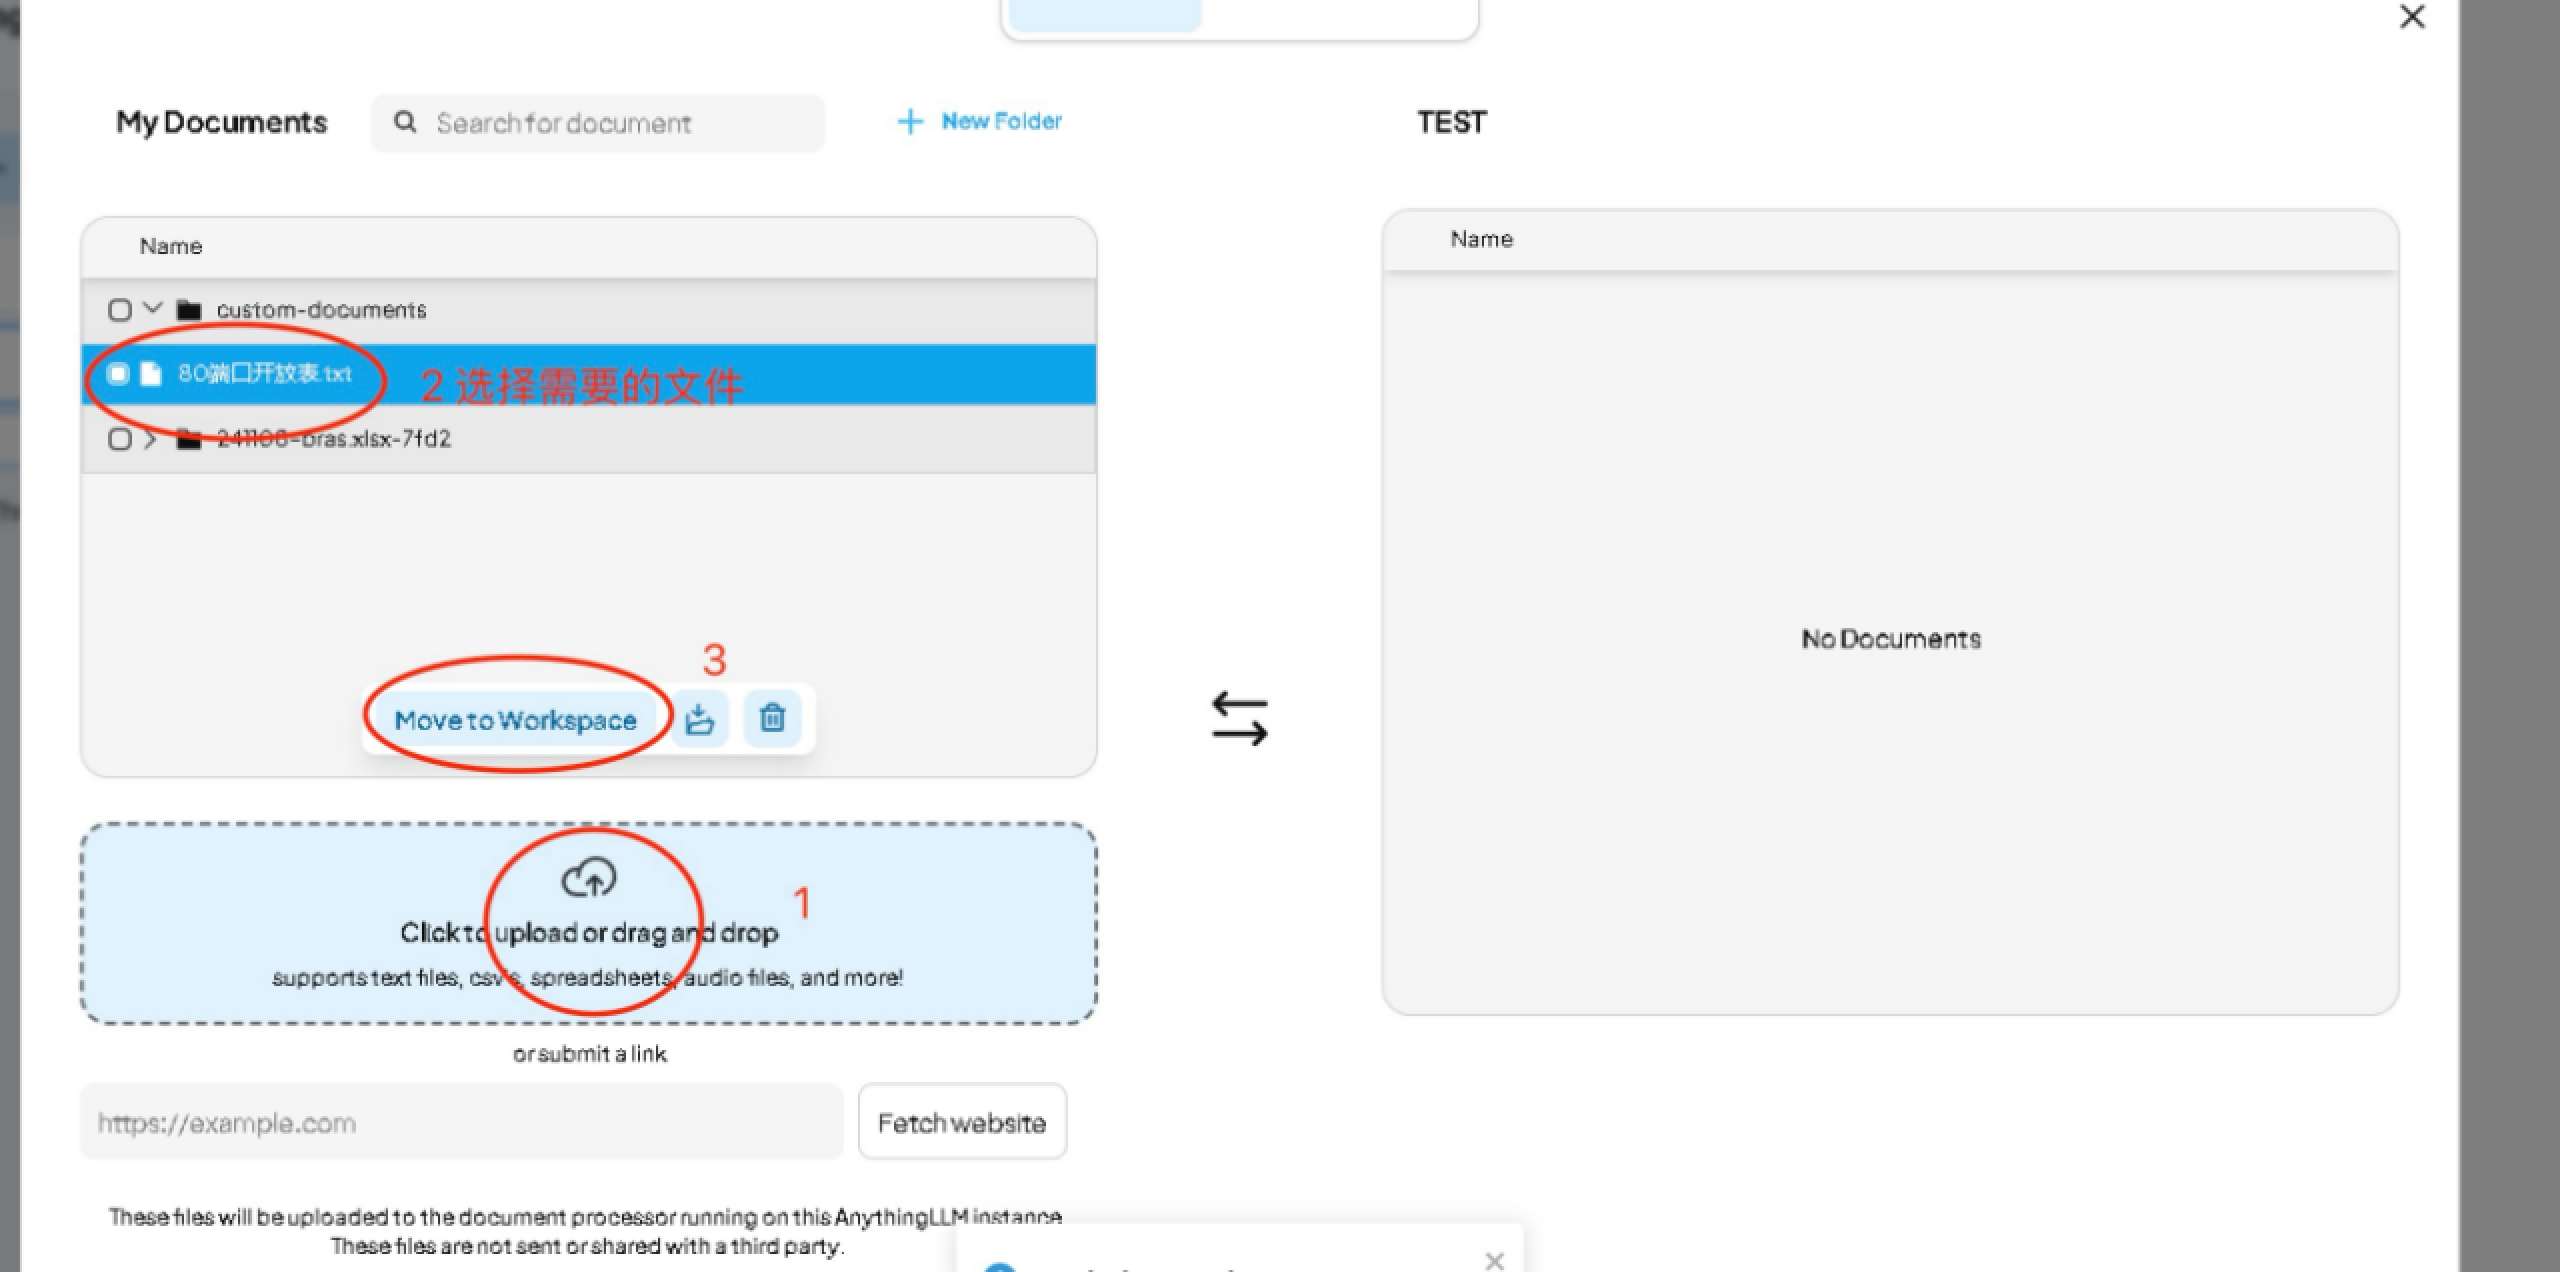 My Documents
Search for document
New Folder
TEST
Name
Name
custom-documents
80端口开放表.txt
2 选择需要的文件
241106-bras.xlsx-7fd2
No Documents
3
Move to Workspace
1
Click to upload or drag and drop
supports text files, csv's, spreadsheets, audio files, and more!
or submit a link
https://example.com
Fetch website
These files will be uploaded to the document processor running on this AnythingLLM instance.
These files are not sent or shared with a third party.